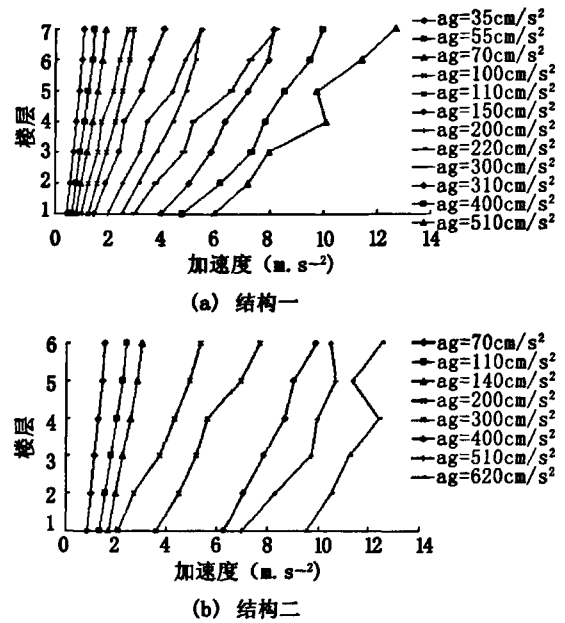 7
6
5
4
3
2
1
楼层
0
2
4
6
8
10
12
14
加速度 (m.s-2)
ag=35cm/s²
ag=55cm/s²
ag=70cm/s²
ag=100cm/s²
ag=110cm/s²
ag=150cm/s²
ag=200cm/s²
ag=220cm/s²
ag=300cm/s²
ag=310cm/s²
ag=400cm/s²
ag=510cm/s²
(a) 结构一
6
5
4
3
2
1
楼层
0
2
4
6
8
10
12
14
加速度 (m.s-2)
ag=70cm/s²
ag=110cm/s²
ag=140cm/s²
ag=200cm/s²
ag=300cm/s²
ag=400cm/s²
ag=510cm/s²
ag=620cm/s²
(b) 结构二